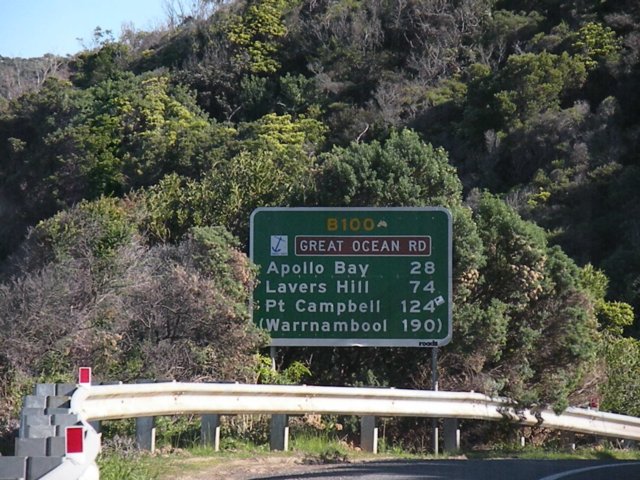 B100
GREAT OCEAN RD
Apollo Bay 28
Lavers Hill 74
Pt Campbell 124
(Warrnambool 190)
roads